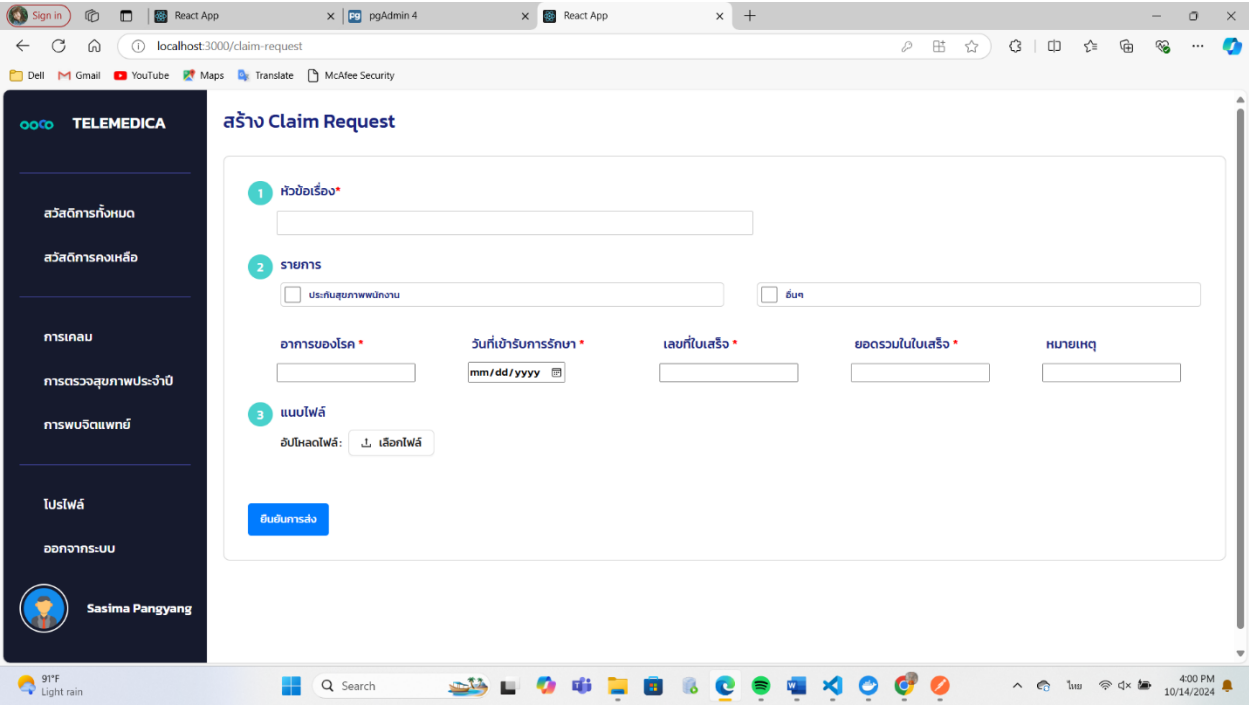 Sign in
React App
pgAdmin 4
React App
localhost:3000/claim-request
Dell Gmail YouTube Maps Translate McAfee Security
TELEMEDICA
สวัสดิการทั้งหมด
สวัสดิการคงเหลือ
การเคลม
การตรวจสุขภาพประจำปี
การพบจิตแพทย์
โปรไฟล์
ออกจากระบบ
Sasima Pangyang
สร้าง Claim Request
1 หัวข้อเรื่อง*
2 รายการ
ประกันสุขภาพพนักงาน อื่นๆ
อาการของโรค * วันที่เข้ารับการรักษา * เลขที่ใบเสร็จ * ยอดรวมในใบเสร็จ * หมายเหตุ
mm/dd/yyyy
3 แนบไฟล์
อัปโหลดไฟล์: เลือกไฟล์
ยืนยันการส่ง
91°F
Light rain
Search
ไทย
4:00 PM
10/14/2024